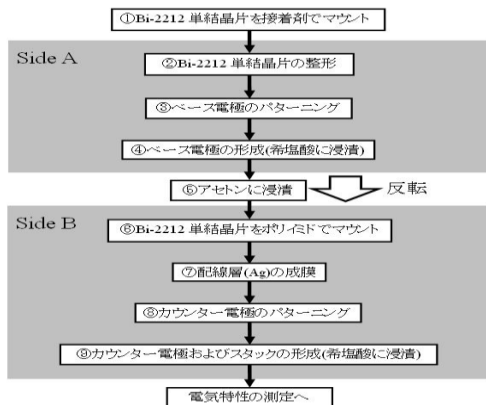 ①Bi-2212 単結晶片を接着剤でマウント
Side A
②Bi-2212 単結晶片の整形
③ベース電極のパターニング
④ベース電極の形成(希塩酸に浸漬)
⑤アセトンに浸漬
反転
Side B
⑥Bi-2212 単結晶片をポリイミドでマウント
⑦配線層(Ag)の成膜
⑧カウンター電極のパターニング
⑨カウンター電極およびスタックの形成(希塩酸に浸漬)
電気特性の測定へ